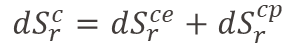 $dS_r^c = dS_r^{ce} + dS_r^{cp}$